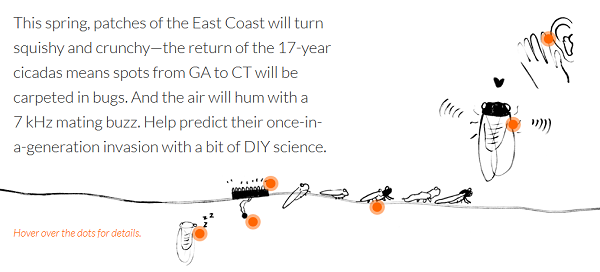 This spring, patches of the East Coast will turn
squishy and crunchy—the return of the 17-year
cicadas means spots from GA to CT will be
carpeted in bugs. And the air will hum with a
7 kHz mating buzz. Help predict their once-in-
a-generation invasion with a bit of DIY science.
z z
z
Hover over the dots for details.